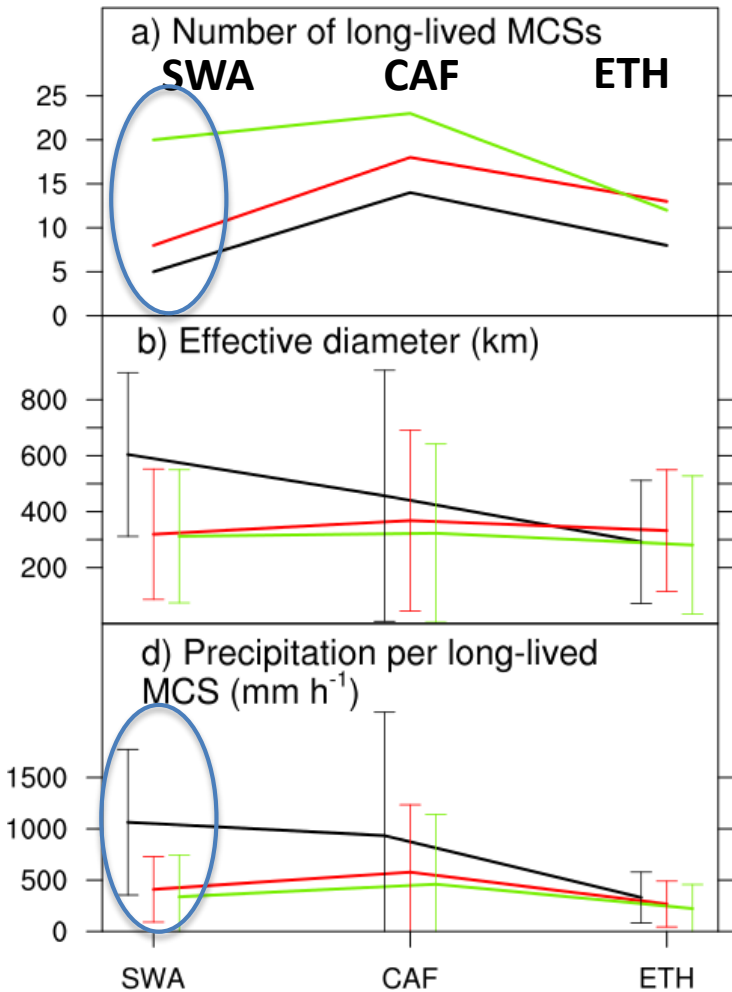 a) Number of long-lived MCSs
SWA CAF ETH
25
20
15
10
5
0
b) Effective diameter (km)
800
600
400
200
d) Precipitation per long-lived
MCS (mm h⁻¹)
1500
1000
500
0
SWA CAF ETH